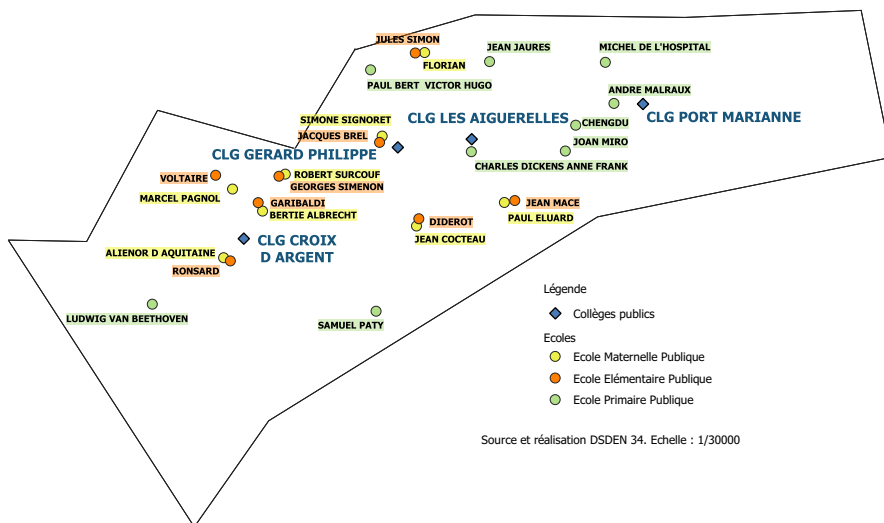 JULES SIMON
FLORIAN
JEAN JAURES
MICHEL DE L'HOSPITAL
PAUL BERT VICTOR HUGO
ANDRE MALRAUX
SIMONE SIGNORET
CLG LES AIGUERELLES
CLG PORT MARIANNE
CHENGDU
JACQUES BREL
CLG GERARD PHILIPPE
JOAN MIRO
CHARLES DICKENS ANNE FRANK
VOLTAIRE
ROBERT SURCOUF
GEORGES SIMENON
MARCEL PAGNOL
GARIBALDI
BERTIE ALBRECHT
JEAN MACE
PAUL ELUARD
DIDEROT
JEAN COCTEAU
CLG CROIX
D ARGENT
ALIENOR D AQUITAINE
RONSARD
LUDWIG VAN BEETHOVEN
SAMUEL PATY
Légende
Collèges publics
Ecoles
Ecole Maternelle Publique
Ecole Elémentaire Publique
Ecole Primaire Publique
Source et réalisation DSDEN 34. Echelle : 1/30000